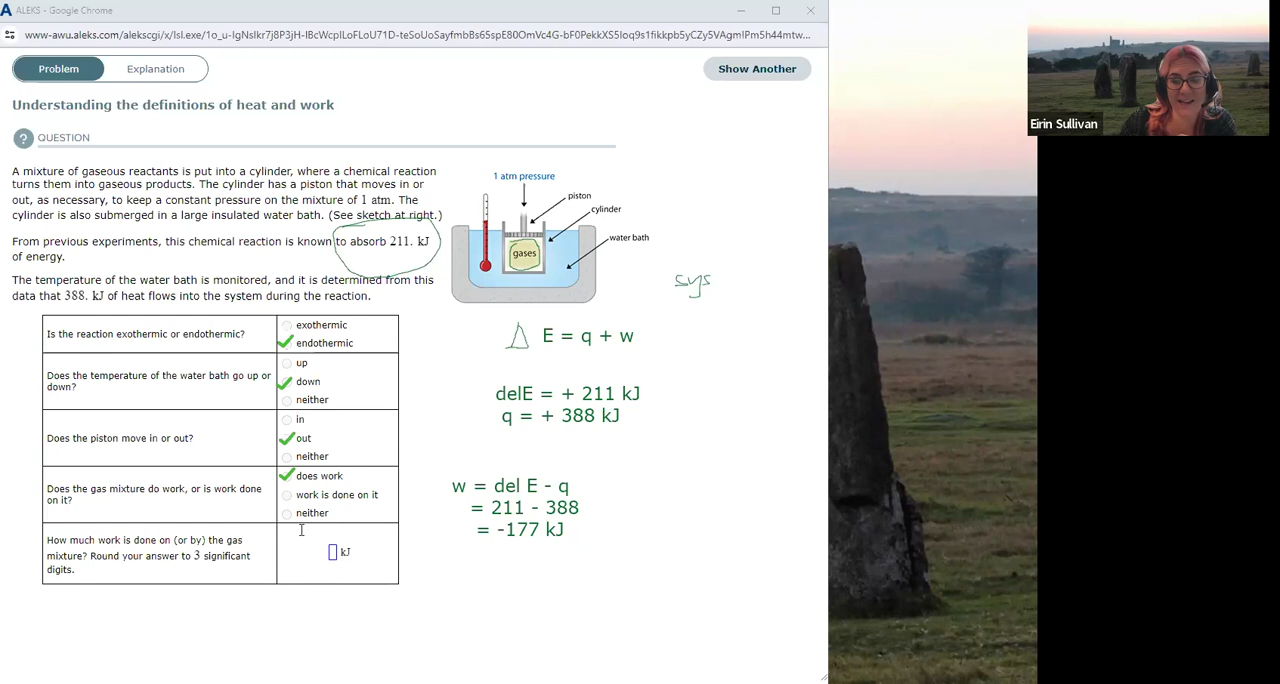 ALEKS - Google Chrome
www-awu.aleks.com/alekscgi/x/Isl.exe/1o_u-IgNsIkr7j8P3jH-IBcWcpILoFLoU71D-teSoUoSayfmbBs65spE80OmVc4G-bF0PekkXS5Ioq9s1fikkpb5yCZy5VAgmIPm5h44mtw...
Problem
Explanation
Show Another
Understanding the definitions of heat and work
? QUESTION
A mixture of gaseous reactants is put into a cylinder, where a chemical reaction
turns them into gaseous products. The cylinder has a piston that moves in or
out, as necessary, to keep a constant pressure on the mixture of 1 atm. The
cylinder is also submerged in a large insulated water bath. (See sketch at right.)
From previous experiments, this chemical reaction is known to absorb 211. kJ
of energy.
The temperature of the water bath is monitored, and it is determined from this
data that 388. kJ of heat flows into the system during the reaction.
1 atm pressure
piston
cylinder
water bath
gases
sys
Is the reaction exothermic or endothermic?
exothermic
endothermic
Does the temperature of the water bath go up or
down?
up
down
neither
Does the piston move in or out?
in
out
neither
Does the gas mixture do work, or is work done
on it?
does work
work is done on it
neither
How much work is done on (or by) the gas
mixture? Round your answer to 3 significant
digits.
kJ
Δ E = q + w
delE = + 211 kJ
q = + 388 kJ
w = del E - q
= 211 - 388
= -177 kJ
Eirin Sullivan